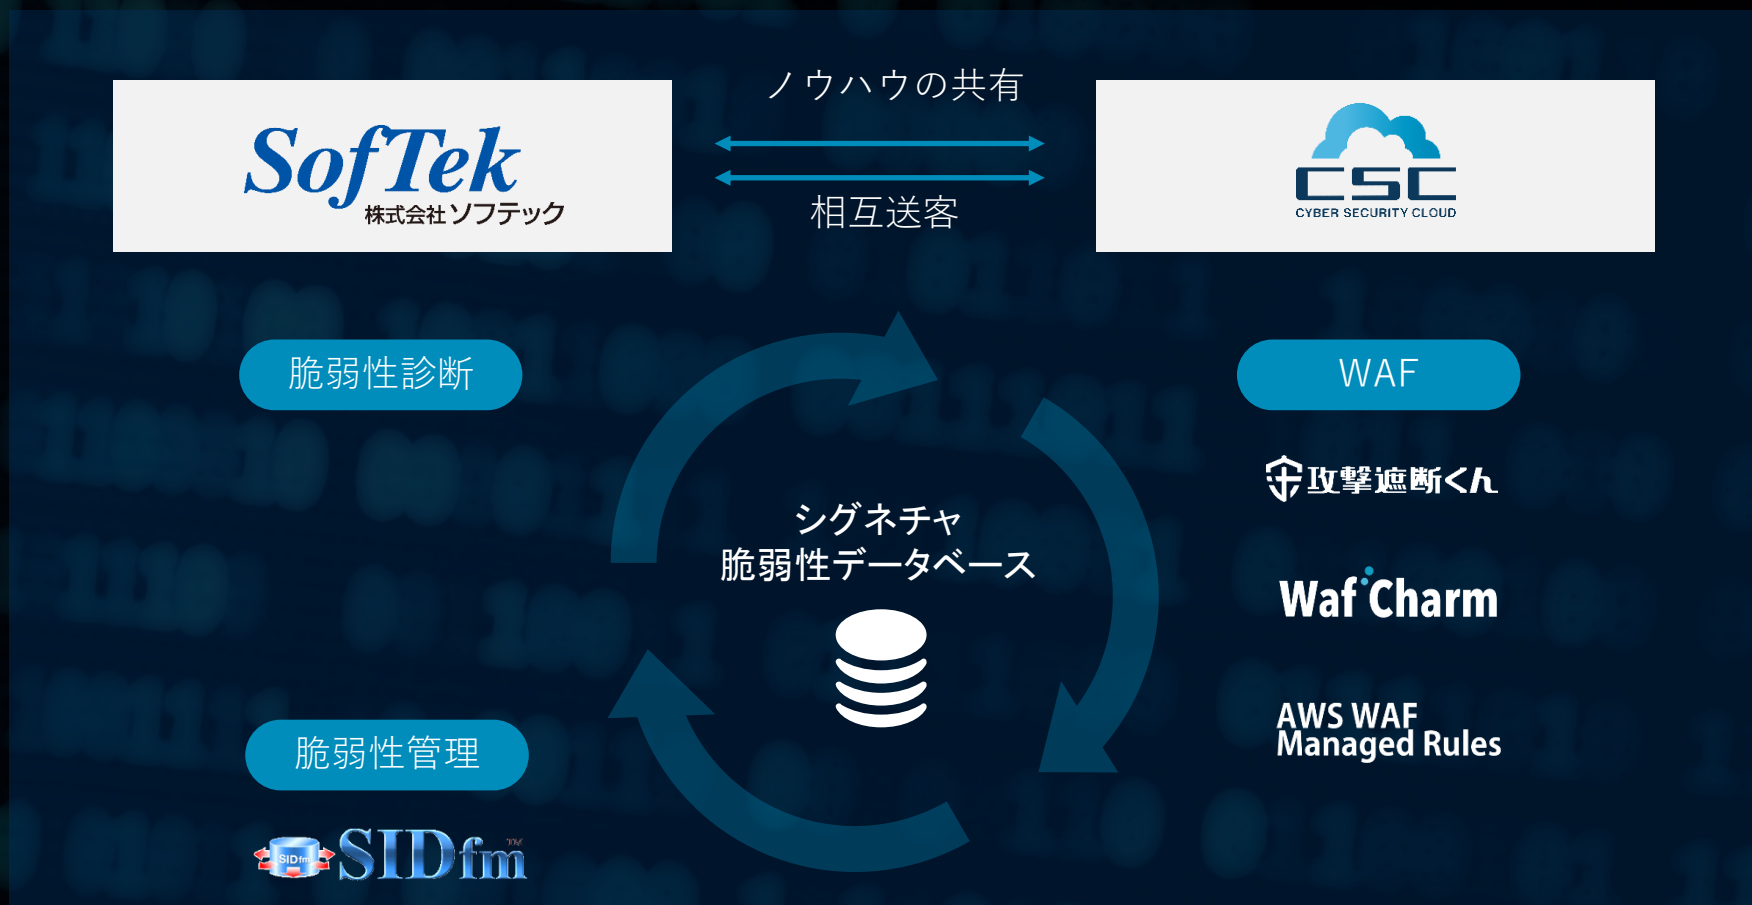 ノウハウの共有
SofTek
株式会社ソフテック
CSC
CYBER SECURITY CLOUD
相互送客
脆弱性診断
WAF
攻撃遮断くん
シグネチャ
脆弱性データベース
WafCharm
AWS WAF
Managed Rules
脆弱性管理
SIDfm
SIDfm™